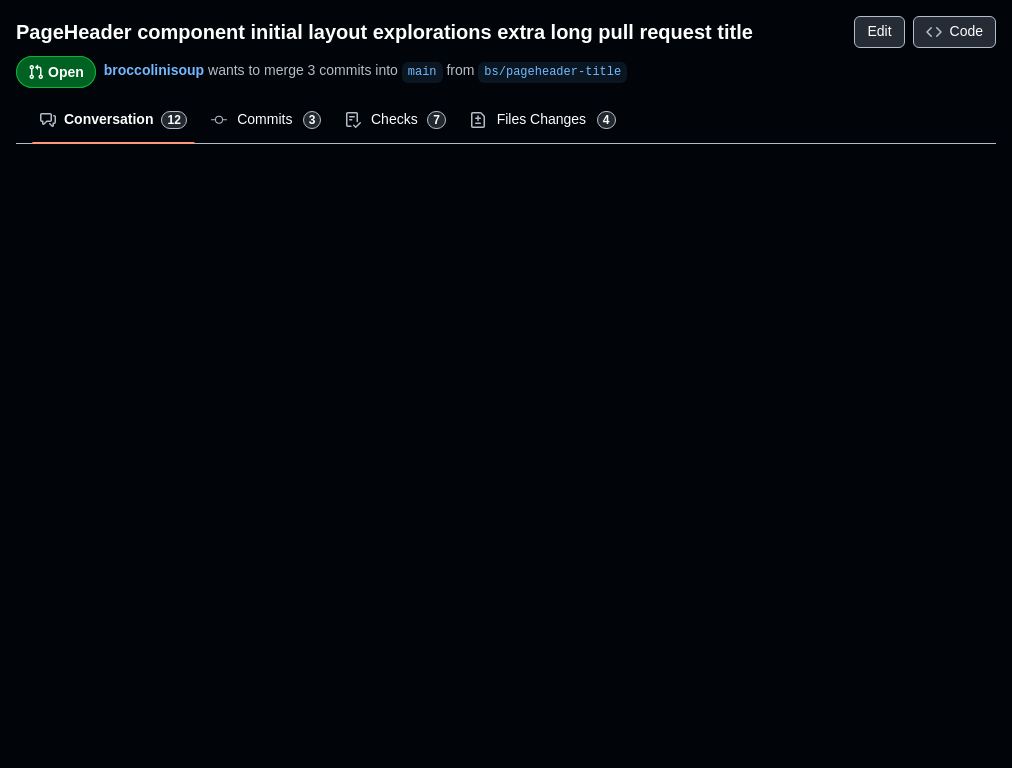 PageHeader component initial layout explorations extra long pull request title Edit Code
Open broccolinisoup wants to merge 3 commits into main from bs/pageheader-title
Conversation 12 Commits 3 Checks 7 Files Changes 4